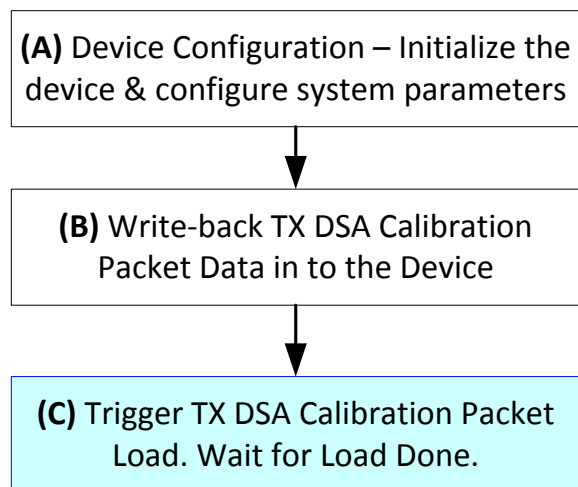 (A) Device Configuration – Initialize the
device & configure system parameters
(B) Write-back TX DSA Calibration
Packet Data in to the Device
(C) Trigger TX DSA Calibration Packet
Load. Wait for Load Done.